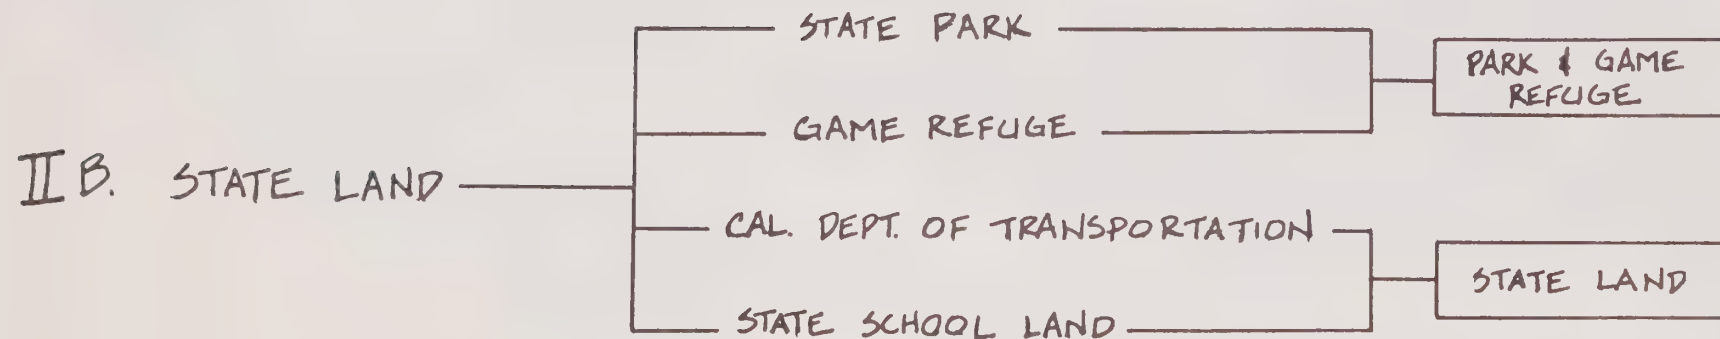 II B. STATE LAND
STATE PARK
GAME REFUGE
CAL. DEPT. OF TRANSPORTATION
STATE SCHOOL LAND
PARK & GAME
REFUGE
STATE LAND